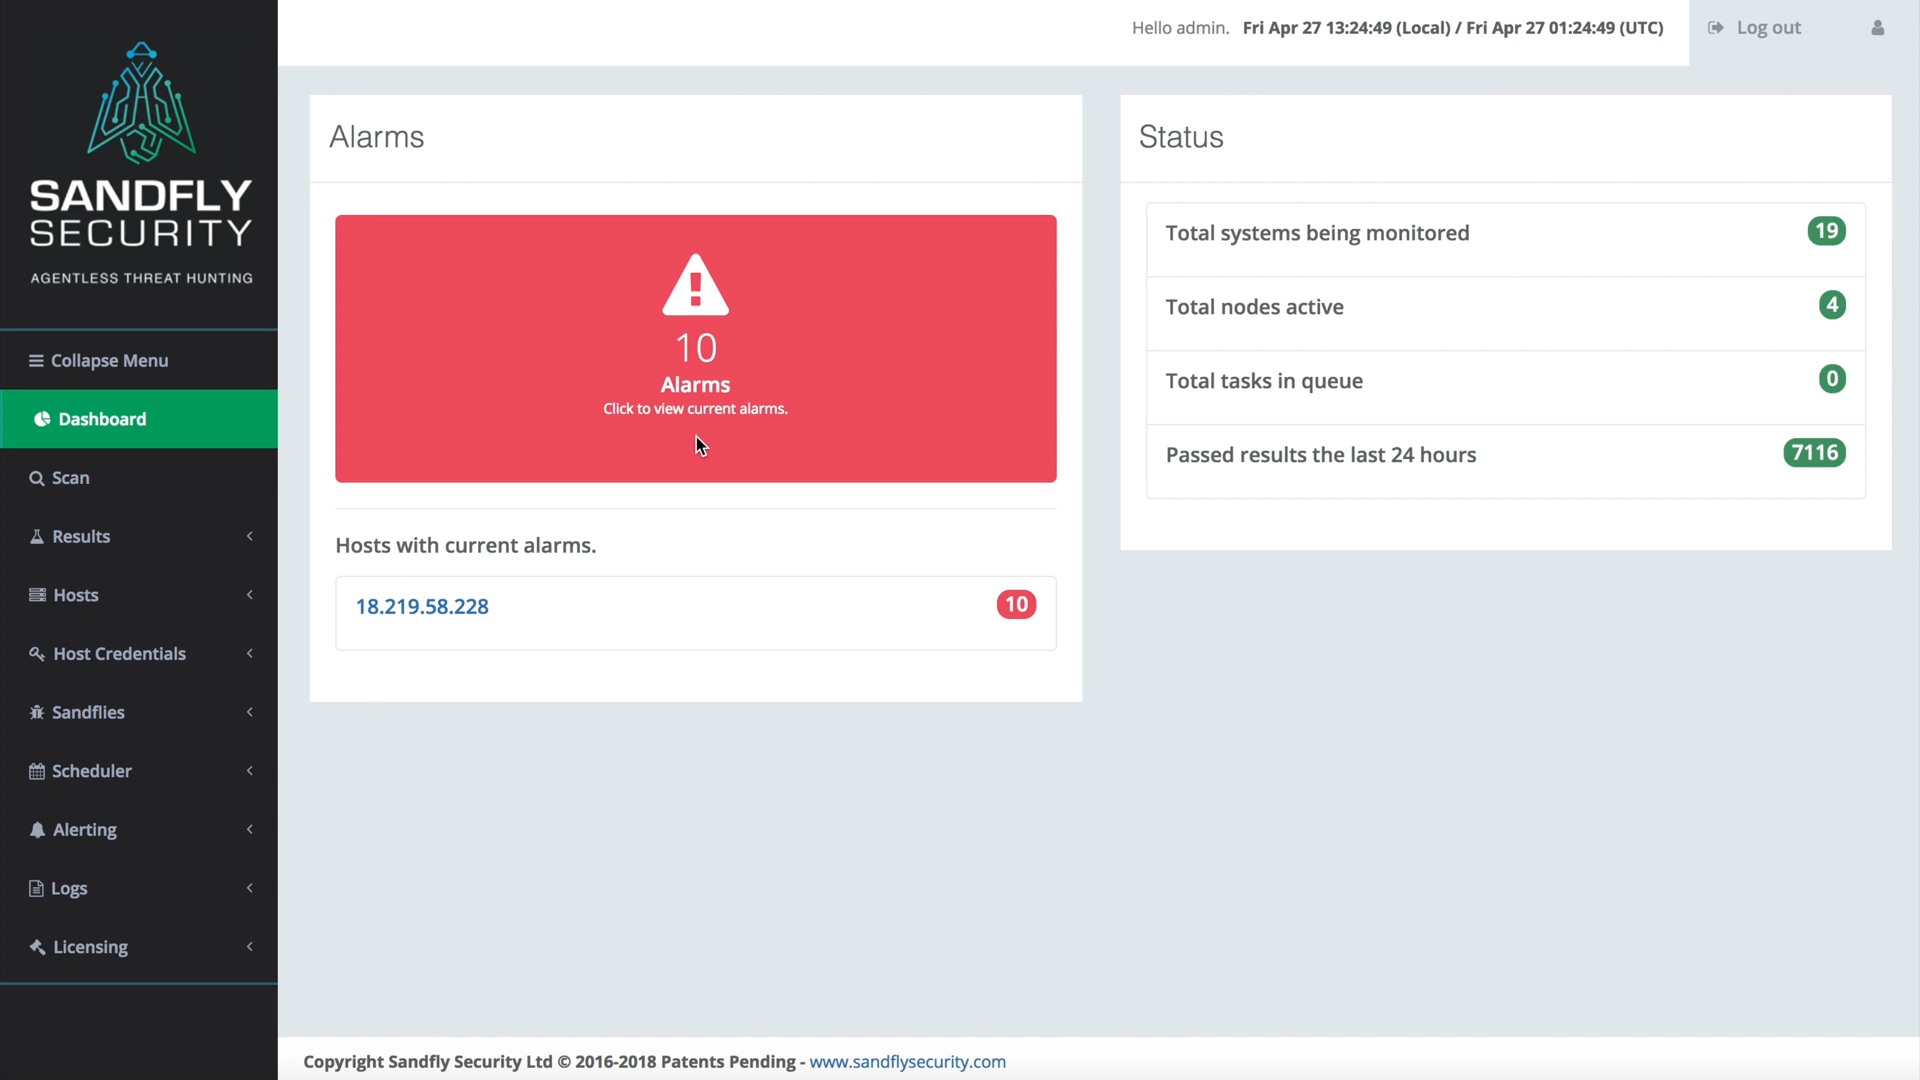 SANDFLY
SECURITY
AGENTLESS THREAT HUNTING
Collapse Menu
Dashboard
Scan
Results
Hosts
Host Credentials
Sandflies
Scheduler
Alerting
Logs
Licensing
Hello admin. Fri Apr 27 13:24:49 (Local) / Fri Apr 27 01:24:49 (UTC)
Log out
Alarms
10
Alarms
Click to view current alarms.
Hosts with current alarms.
18.219.58.228 10
Status
Total systems being monitored 19
Total nodes active 4
Total tasks in queue 0
Passed results the last 24 hours 7116
Copyright Sandfly Security Ltd © 2016-2018 Patents Pending - www.sandflysecurity.com